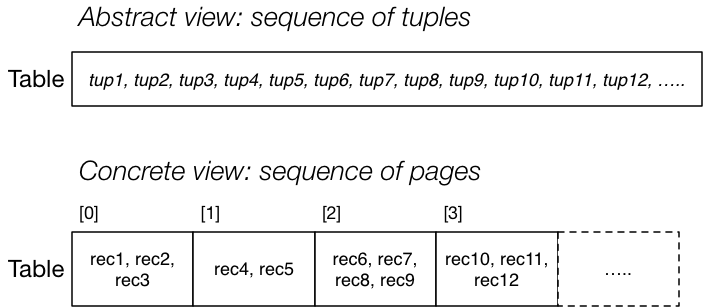 Abstract view: sequence of tuples
Table
tup1, tup2, tup3, tup4, tup5, tup6, tup7, tup8, tup9, tup10, tup11, tup12, …..
Concrete view: sequence of pages
[0] [1] [2] [3]
Table
rec1, rec2,
rec3
rec4, rec5
rec6, rec7,
rec8, rec9
rec10, rec11,
rec12
…..